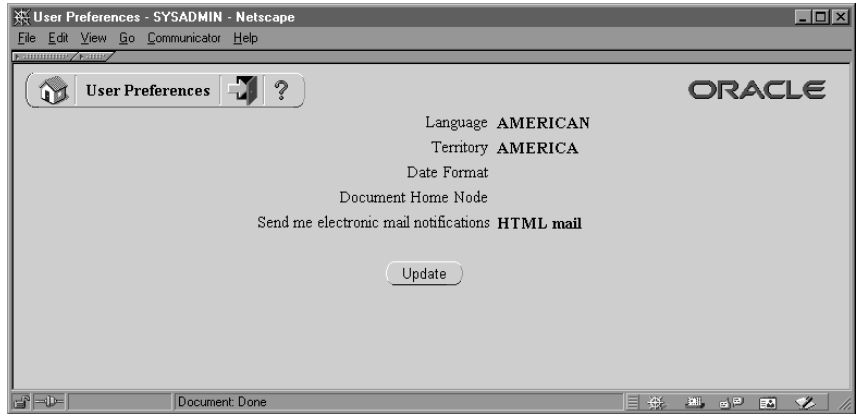 User Preferences - SYSADMIN - Netscape
File Edit View Go Communicator Help
User Preferences ?
ORACLE
Language AMERICAN
Territory AMERICA
Date Format
Document Home Node
Send me electronic mail notifications HTML mail
Update
Document: Done